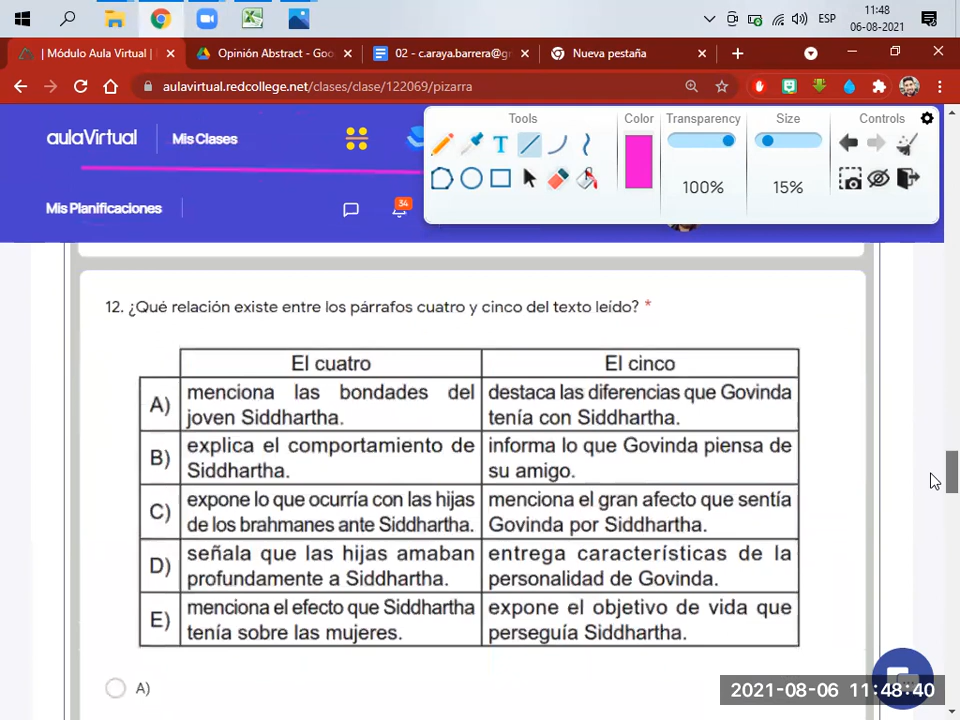 ESP
11:48
06-08-2021
| Módulo Aula Virtual |
Opinión Abstract - Goo
02 - c.araya.barrera@gr
Nueva pestaña
aulavirtual.redcollege.net/clases/clase/122069/pizarra
Tools
Color
Transparency
Size
Controls
100%
15%
aulaVirtual
Mis Clases
Mis Planificaciones
34
12. ¿Qué relación existe entre los párrafos cuatro y cinco del texto leído? *
El cuatro
El cinco
A)
menciona las bondades del
joven Siddhartha.
destaca las diferencias que Govinda
tenía con Siddhartha.
B)
explica el comportamiento de
Siddhartha.
informa lo que Govinda piensa de
su amigo.
C)
expone lo que ocurría con las hijas
de los brahmanes ante Siddhartha.
menciona el gran afecto que sentía
Govinda por Siddhartha.
D)
señala que las hijas amaban
profundamente a Siddhartha.
entrega características de la
personalidad de Govinda.
E)
menciona el efecto que Siddhartha
tenía sobre las mujeres.
expone el objetivo de vida que
perseguía Siddhartha.
A)
2021-08-06 11:48:40